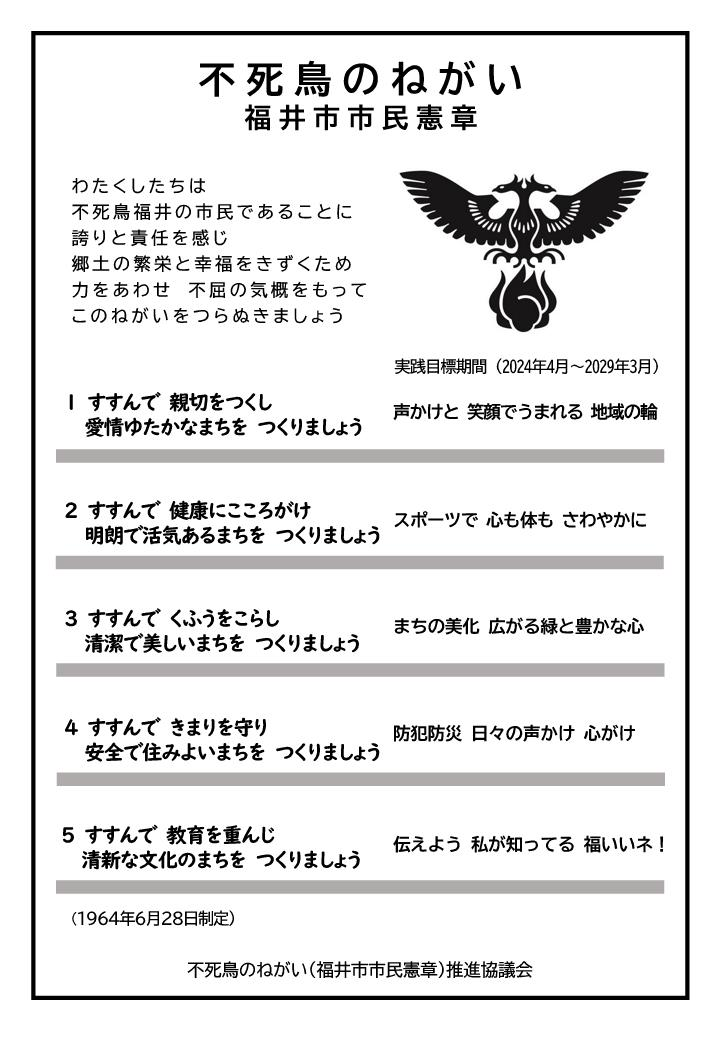 不死鳥のねがい
福井市市民憲章
わたくしたちは
不死鳥福井の市民であることに
誇りと責任を感じ
郷土の繁栄と幸福をきずくため
力をあわせ 不屈の気概をもって
このねがいをつらぬきましょう
実践目標期間（2024年4月～2029年3月）
1 すすんで 親切をつくし
愛情ゆたかなまちを つくりましょう
声かけと 笑顔でうまれる 地域の輪
2 すすんで 健康にこころがけ
明朗で活気あるまちを つくりましょう
スポーツで 心も体も さわやかに
3 すすんで くふうをこらし
清潔で美しいまちを つくりましょう
まちの美化 広がる緑と豊かな心
4 すすんで きまりを守り
安全で住みよいまちを つくりましょう
防犯防災 日々の声かけ 心がけ
5 すすんで 教育を重んじ
清新な文化のまちを つくりましょう
伝えよう 私が知ってる 福いいネ！
（1964年6月28日制定）
不死鳥のねがい（福井市市民憲章）推進協議会